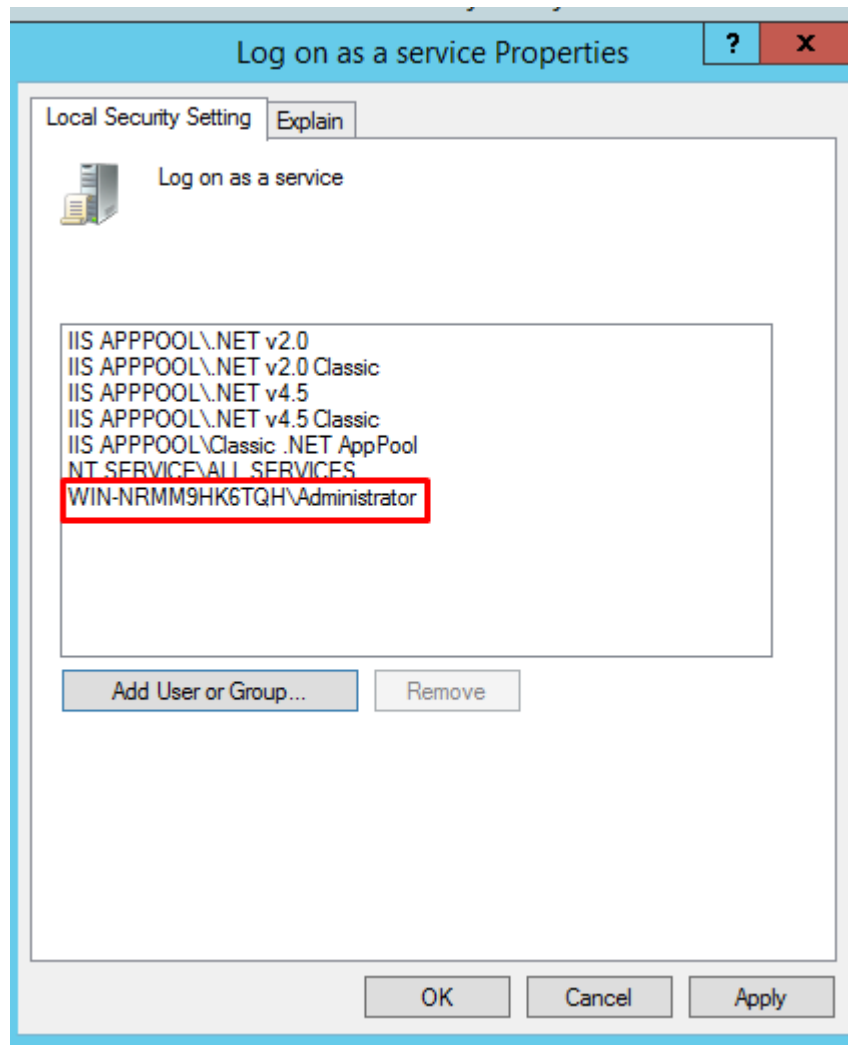 Log on as a service Properties
? x
Local Security Setting
Explain
Log on as a service
IIS APPPOOL\.NET v2.0
IIS APPPOOL\.NET v2.0 Classic
IIS APPPOOL\.NET v4.5
IIS APPPOOL\.NET v4.5 Classic
IIS APPPOOL\Classic .NET AppPool
NT SERVICE\ALL SERVICES
WIN-NRMM9HK6TQH\Administrator
Add User or Group...
Remove
OK
Cancel
Apply